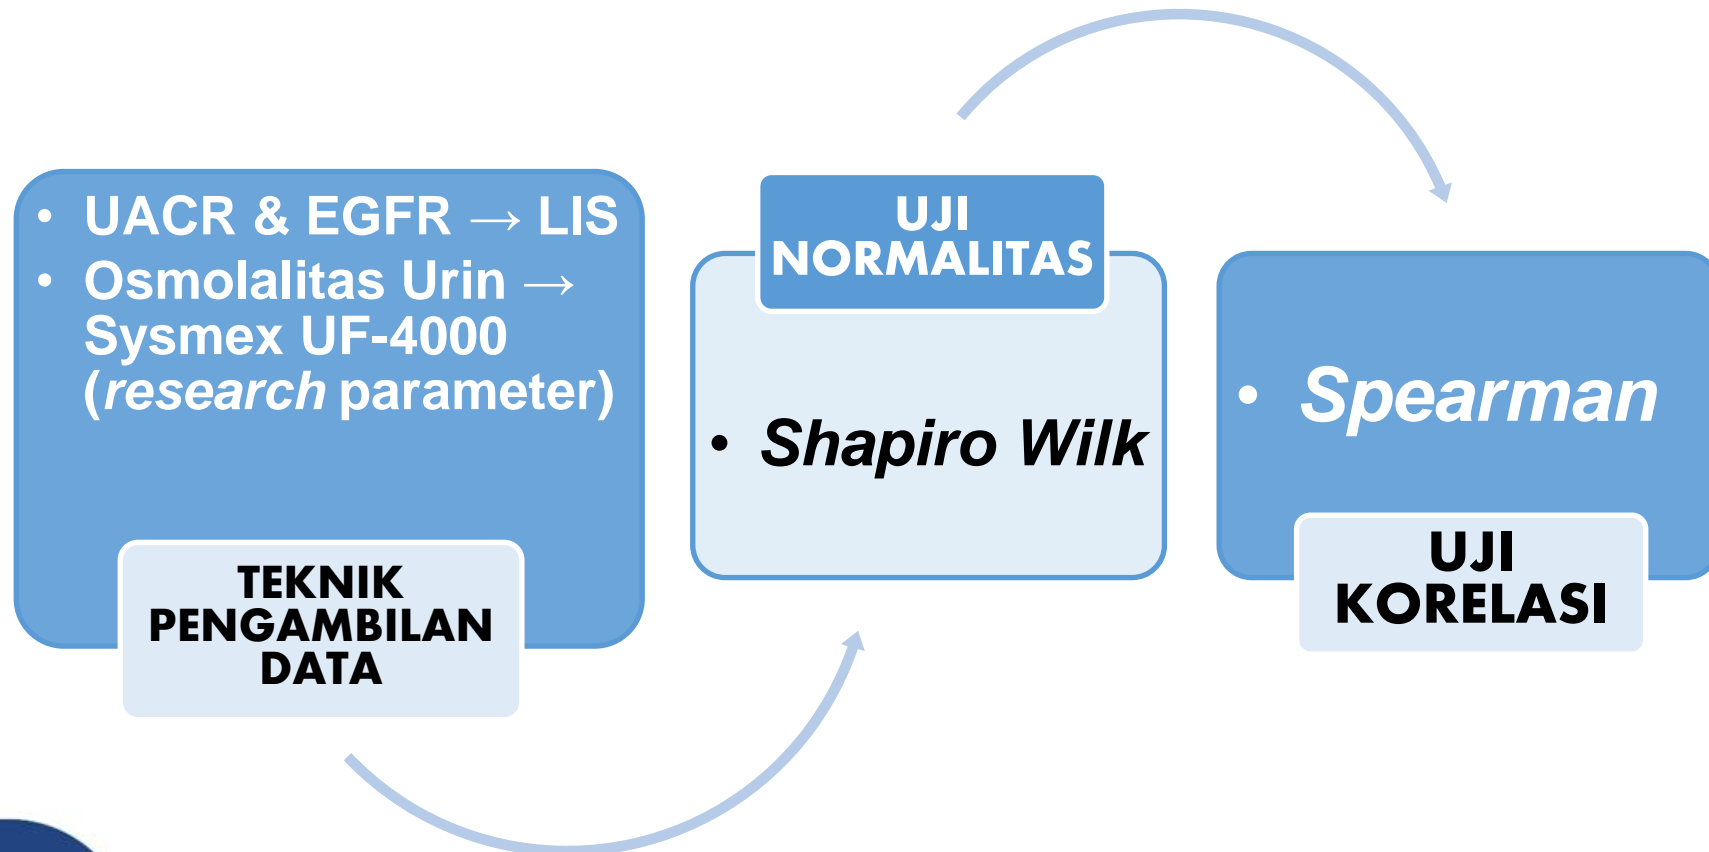 • UACR & EGFR → LIS
• Osmolalitas Urin →
Sysmex UF-4000
(research parameter)
TEKNIK
PENGAMBILAN
DATA
UJI
NORMALITAS
• Shapiro Wilk
• Spearman
UJI
KORELASI